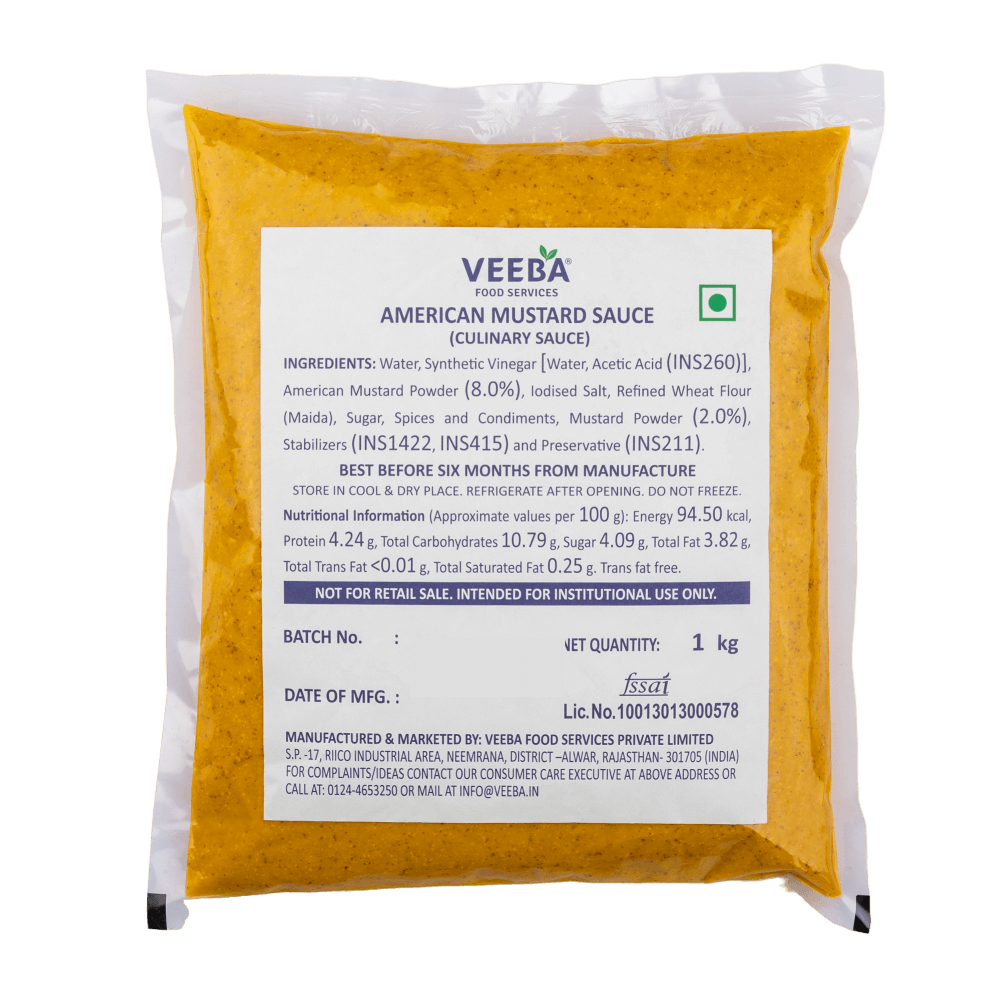 VEEBA®
FOOD SERVICES
AMERICAN MUSTARD SAUCE
(CULINARY SAUCE)
INGREDIENTS: Water, Synthetic Vinegar [Water, Acetic Acid (INS260)],
American Mustard Powder (8.0%), Iodised Salt, Refined Wheat Flour
(Maida), Sugar, Spices and Condiments, Mustard Powder (2.0%),
Stabilizers (INS1422, INS415) and Preservative (INS211).
BEST BEFORE SIX MONTHS FROM MANUFACTURE
STORE IN COOL & DRY PLACE. REFRIGERATE AFTER OPENING. DO NOT FREEZE.
Nutritional Information (Approximate values per 100 g): Energy 94.50 kcal,
Protein 4.24 g, Total Carbohydrates 10.79 g, Sugar 4.09 g, Total Fat 3.82 g,
Total Trans Fat <0.01 g, Total Saturated Fat 0.25 g. Trans fat free.
NOT FOR RETAIL SALE. INTENDED FOR INSTITUTIONAL USE ONLY.
BATCH No. :
NET QUANTITY: 1 kg
DATE OF MFG. :
fssai
Lic.No.10013013000578
MANUFACTURED & MARKETED BY: VEEBA FOOD SERVICES PRIVATE LIMITED
S.P. -17, RIICO INDUSTRIAL AREA, NEEMRANA, DISTRICT –ALWAR, RAJASTHAN- 301705 (INDIA)
FOR COMPLAINTS/IDEAS CONTACT OUR CONSUMER CARE EXECUTIVE AT ABOVE ADDRESS OR
CALL AT: 0124-4653250 OR MAIL AT INFO@VEEBA.IN